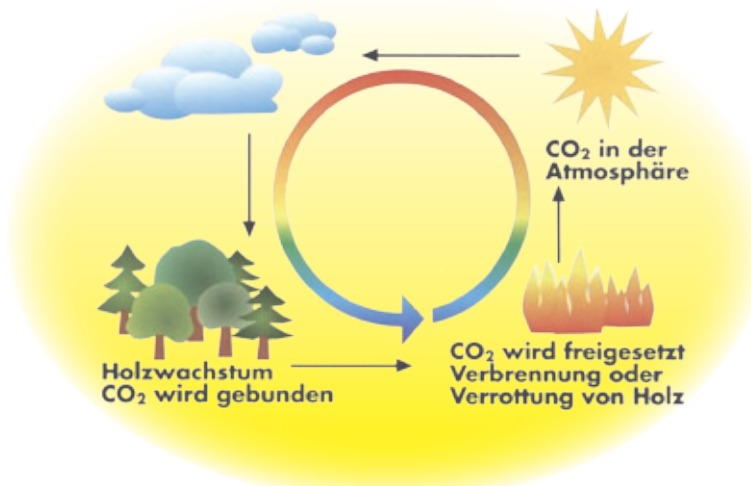 CO₂ in der
Atmosphäre
Holzwachstum
CO₂ wird gebunden
CO₂ wird freigesetzt
Verbrennung oder
Verrottung von Holz